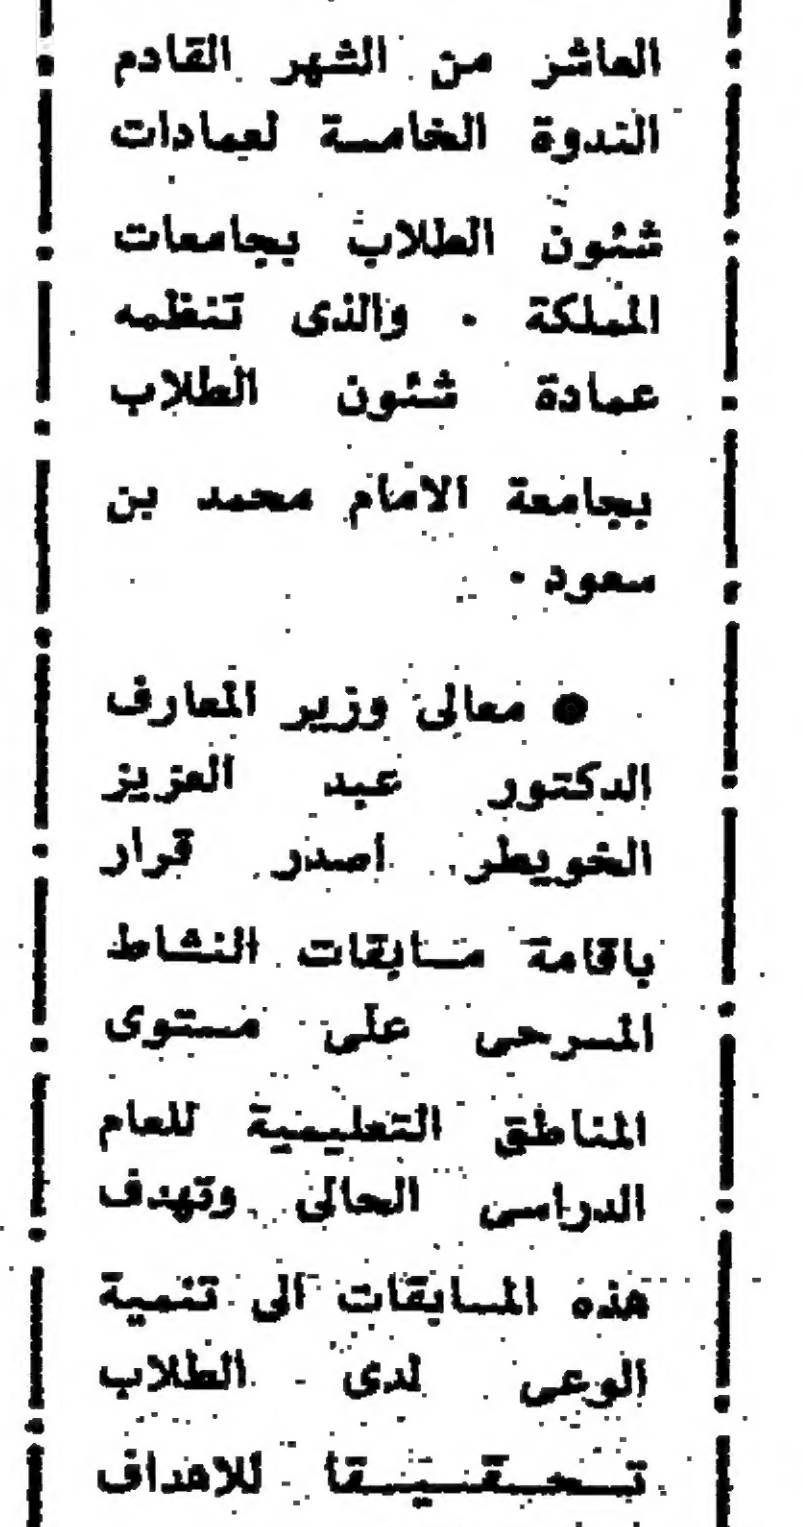 العاشر من الشهر القادم
الندوة الخامسة لعمادات
شئون الطلاب بجامعات
المملكة . والذى تنظمه
عمادة شئون الطلاب
بجامعة الامام محمد بن
سعود .
● معالى وزير المعارف
الدكتور عبد العزيز
الخويطر اصدر قرار
باقامة مسابقات النشاط
المسرحى على مستوى
المناطق التعليمية للعام
الدراسى الحالى وتهدف
هذه المسابقات الى تنمية
الوعى لدى الطلاب
تحقيقا للاهداف